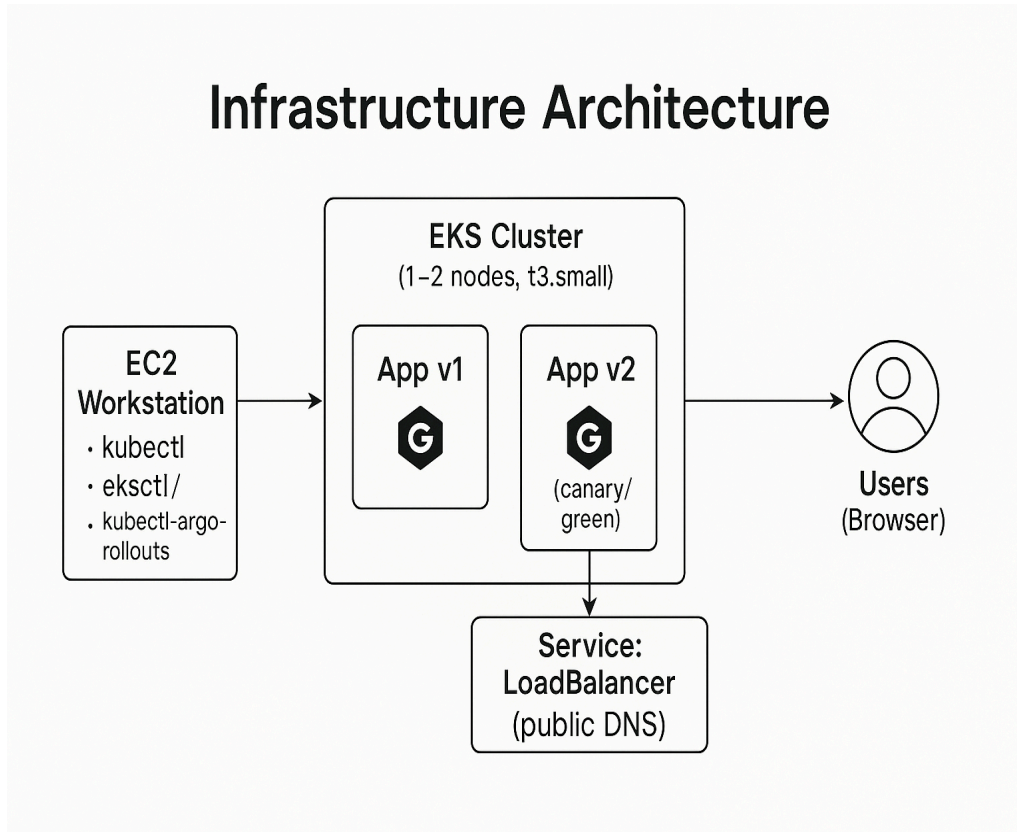 Infrastructure Architecture
EKS Cluster
(1–2 nodes, t3.small)
EC2
Workstation
· kubectl
· eksctl/
· kubectl-argo-
rollouts
App v1
G
App v2
G
(canary/
green)
Users
(Browser)
Service:
LoadBalancer
(public DNS)